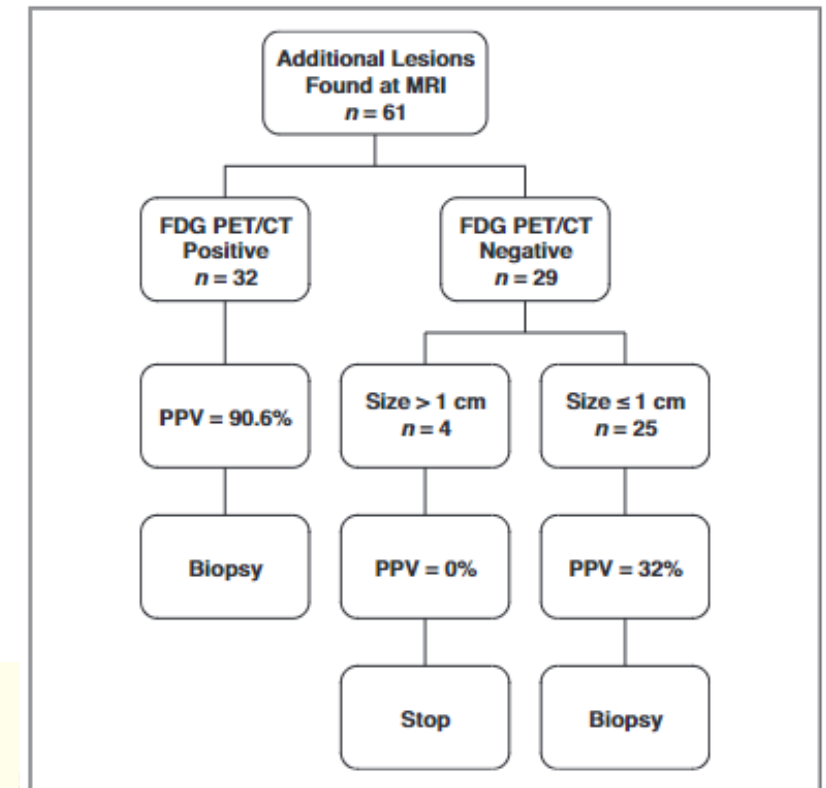 Additional Lesions
Found at MRI
n = 61
FDG PET/CT
Positive
n = 32
FDG PET/CT
Negative
n = 29
PPV = 90.6%
Size > 1 cm
n = 4
Size ≤ 1 cm
n = 25
Biopsy
PPV = 0%
PPV = 32%
Stop
Biopsy